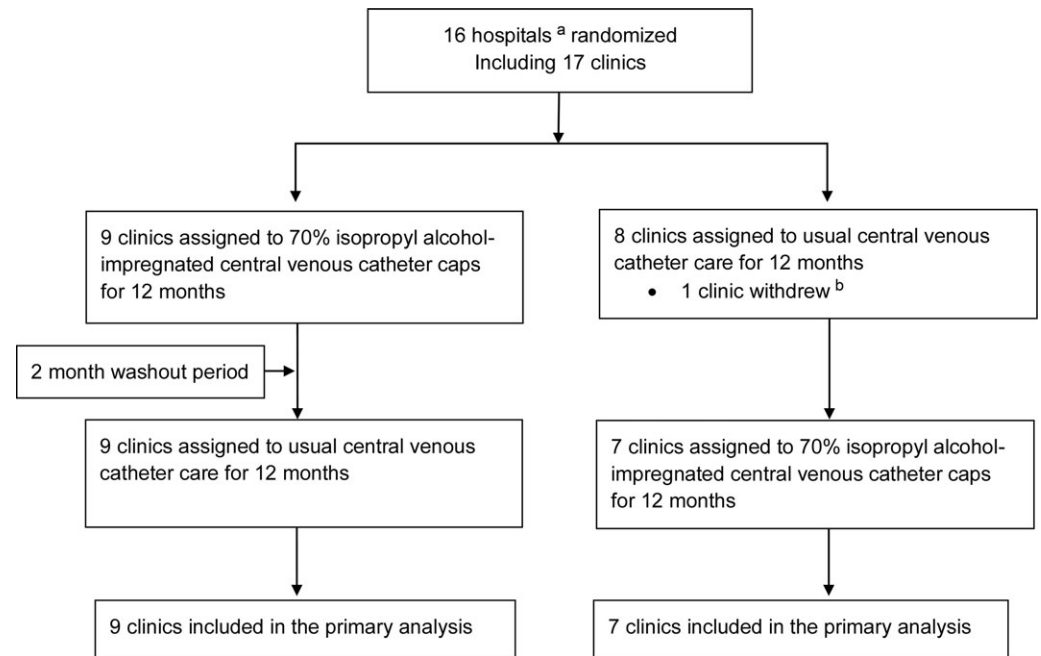 16 hospitals a randomized
Including 17 clinics
9 clinics assigned to 70% isopropyl alcohol-
impregnated central venous catheter caps
for 12 months
8 clinics assigned to usual central venous
catheter care for 12 months
• 1 clinic withdrew b
2 month washout period
9 clinics assigned to usual central venous
catheter care for 12 months
7 clinics assigned to 70% isopropyl alcohol-
impregnated central venous catheter caps
for 12 months
9 clinics included in the primary analysis
7 clinics included in the primary analysis